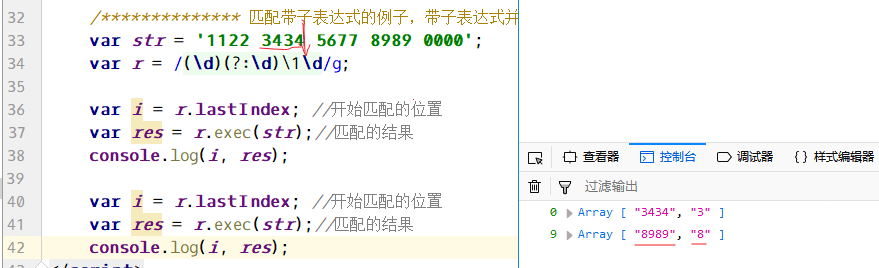 32 /************** 匹配带子表达式的例子，带子表达式并
33 var str = '1122 3434 5677 8989 0000';
34 var r = /(\d)(?:\d)\1\d/g;
35
36 var i = r.lastIndex; //开始匹配的位置
37 var res = r.exec(str);//匹配的结果
38 console.log(i, res);
39
40 var i = r.lastIndex; //开始匹配的位置
41 var res = r.exec(str);//匹配的结果
42 console.log(i, res);
查看器 控制台 调试器 {} 样式编辑器
过滤输出
0 Array [ "3434", "3" ]
9 Array [ "8989", "8" ]